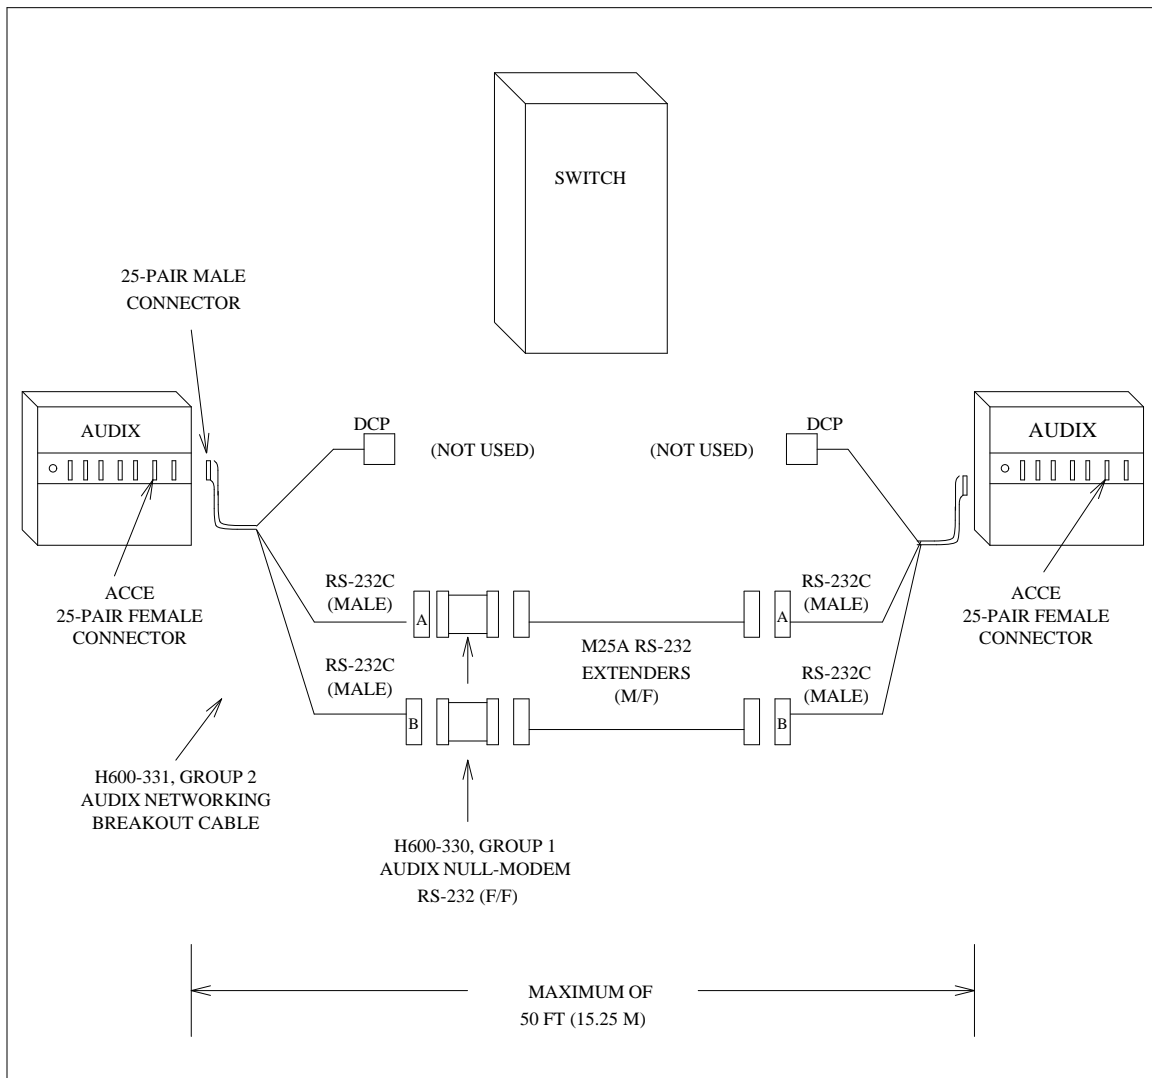 SWITCH
25-PAIR MALE
CONNECTOR
AUDIX
DCP
(NOT USED)
(NOT USED)
DCP
AUDIX
ACCE
25-PAIR FEMALE
CONNECTOR
RS-232C
(MALE)
A
M25A RS-232
EXTENDERS
(M/F)
A
RS-232C
(MALE)
ACCE
25-PAIR FEMALE
CONNECTOR
RS-232C
(MALE)
B
B
RS-232C
(MALE)
H600-331, GROUP 2
AUDIX NETWORKING
BREAKOUT CABLE
H600-330, GROUP 1
AUDIX NULL-MODEM
RS-232 (F/F)
MAXIMUM OF
50 FT (15.25 M)